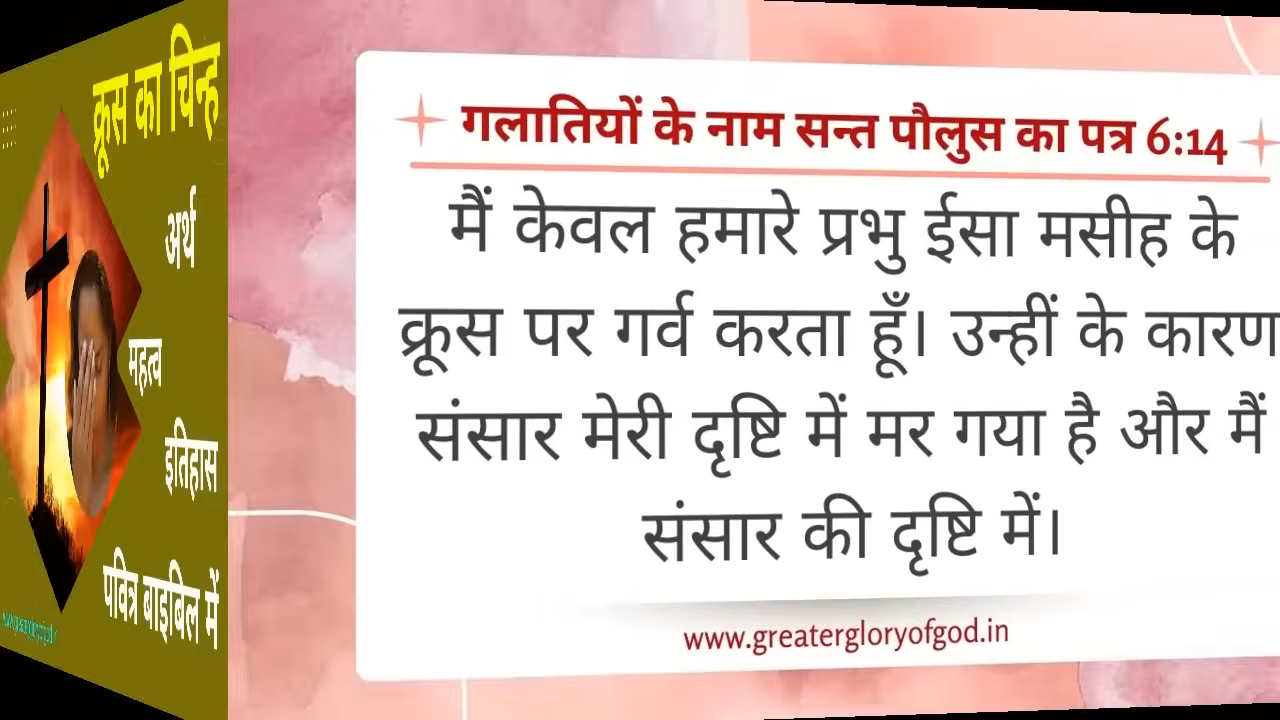 क्रूस का चिन्ह
अर्थ
महत्व
इतिहास
पवित्र बाइबिल में
गलातियों के नाम सन्त पौलुस का पत्र 6:14
मैं केवल हमारे प्रभु ईसा मसीह के
क्रूस पर गर्व करता हूँ। उन्हीं के कारण
संसार मेरी दृष्टि में मर गया है और मैं
संसार की दृष्टि में।
www.greatergloryofgod.in